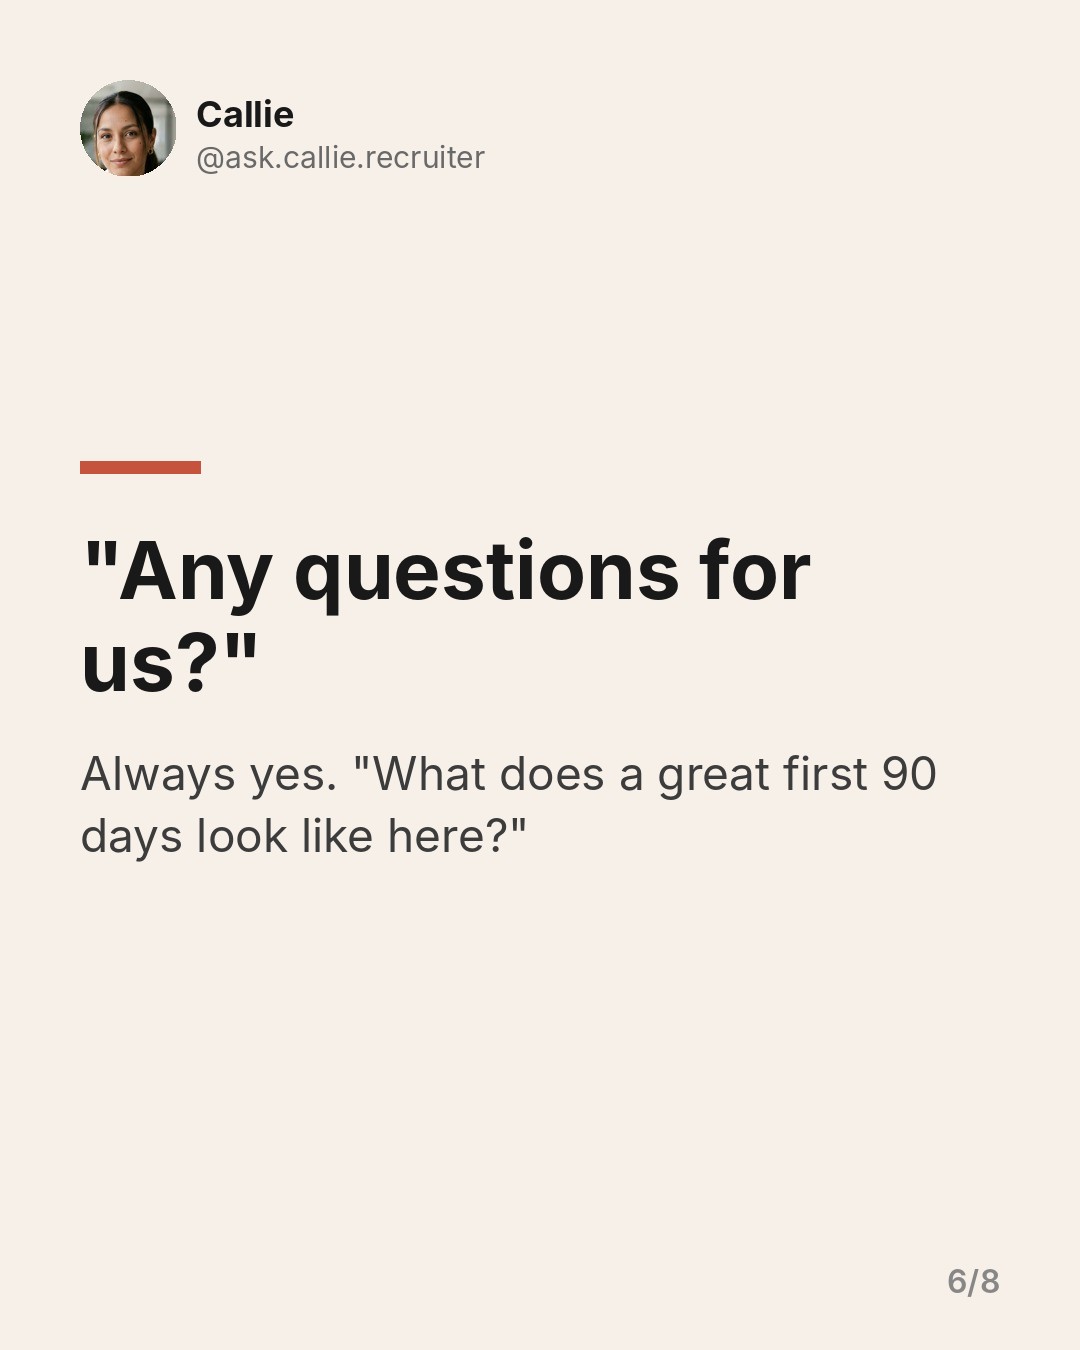 Callie
@ask.callie.recruiter
"Any questions for
us?"
Always yes. "What does a great first 90
days look like here?"
6/8